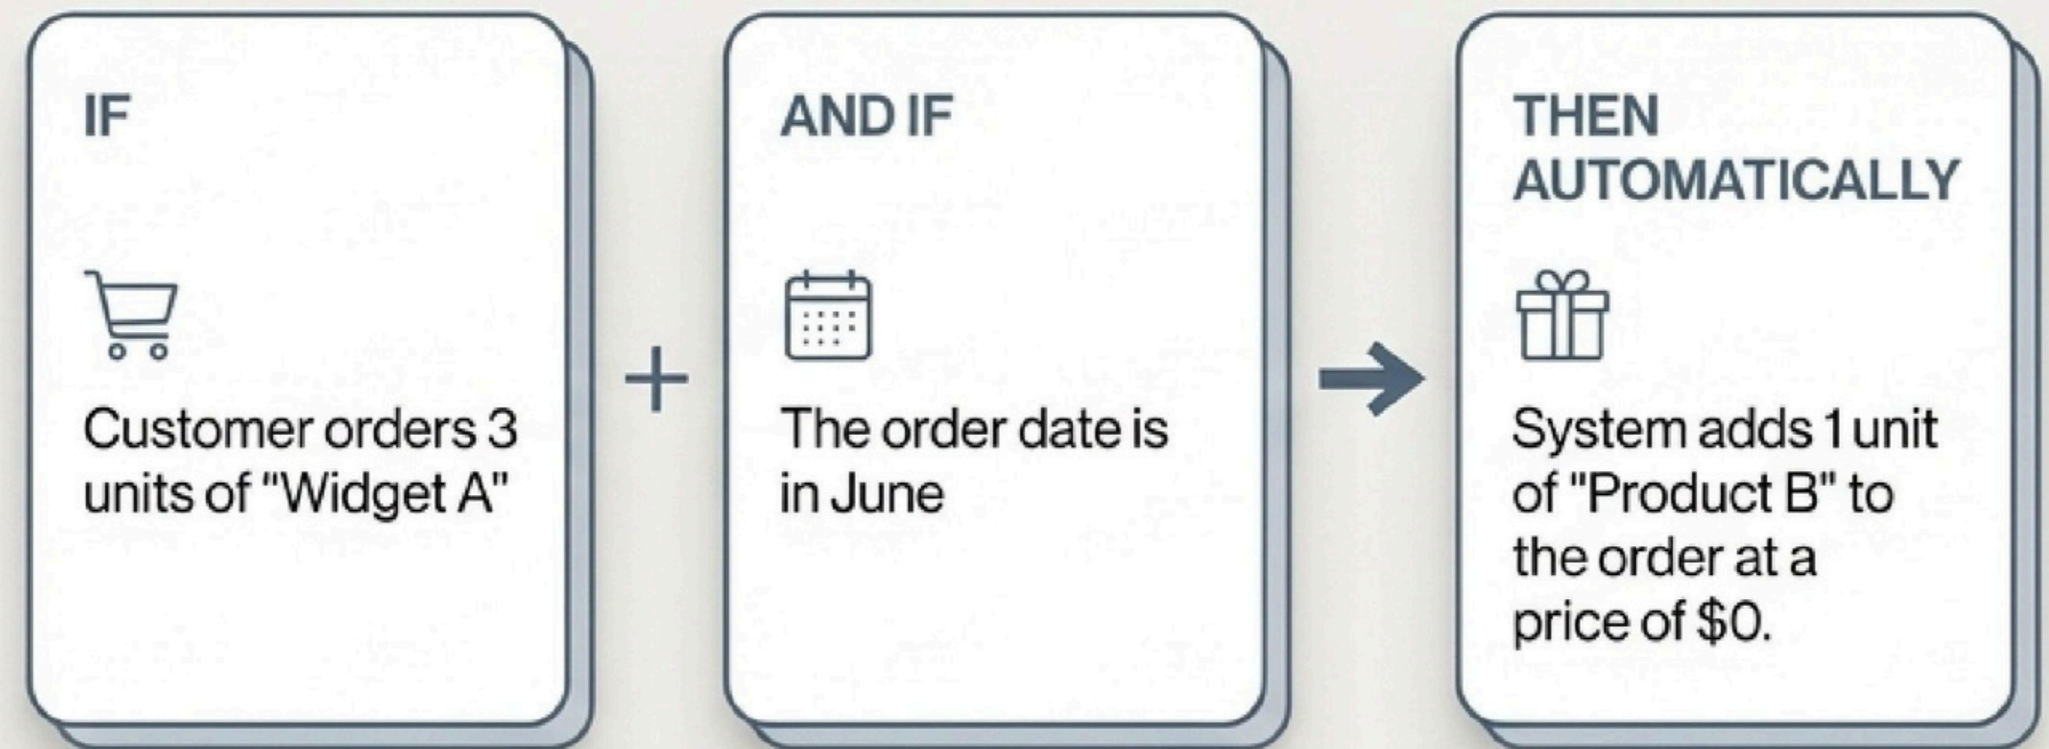 IF
Customer orders 3
units of "Widget A"
AND IF
The order date is
in June
THEN
AUTOMATICALLY
System adds 1 unit
of "Product B" to
the order at a
price of $0.